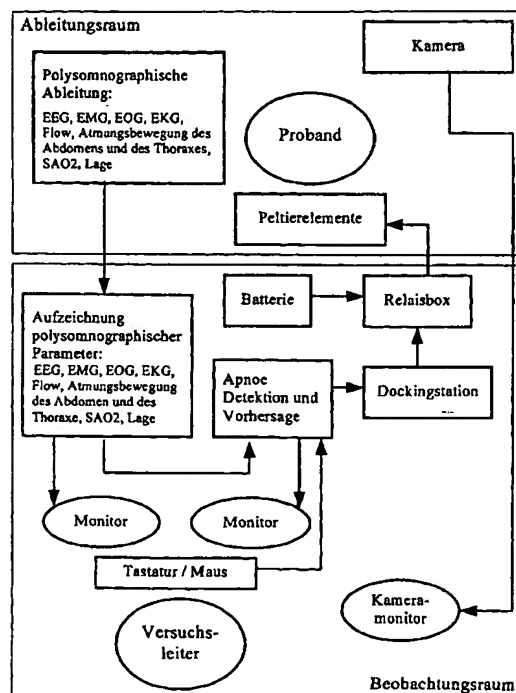 Ableitungsraum
Polysomnographische
Ableitung:
EEG, EMG, EOG, EKG,
Flow, Atmungsbewegung des
Abdomens und des Thoraxes,
SAO2, Lage
Kamera
Proband
Peltierelemente
Batterie
Relaisbox
Aufzeichnung
polysomnographischer
Parameter:
EEG, EMG, EOG, EKG,
Flow, Atmungsbewegung
des Abdomen und des
Thoraxe, SAO2, Lage
Apnoe
Detektion und
Vorhersage
Dockingstation
Monitor
Monitor
Tastatur / Maus
Versuchs-
leiter
Kamera-
monitor
Beobachtungsraum